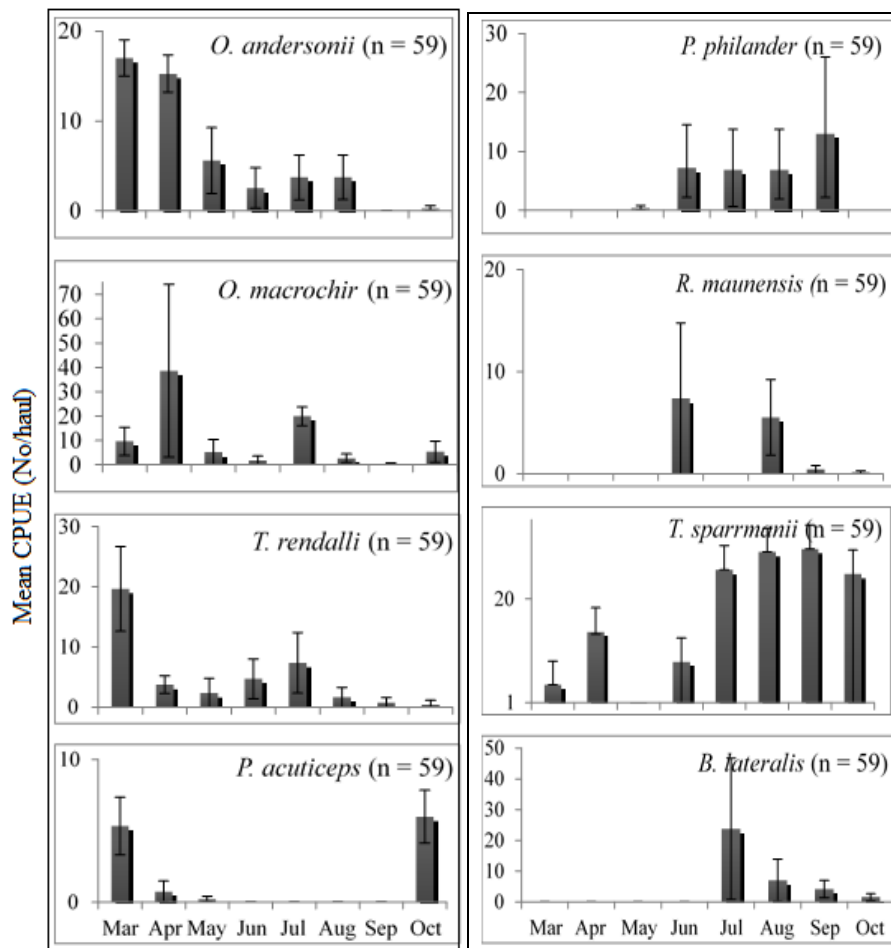 Mean CPUE (No/haul)
O. andersonii (n = 59)
20
10
0
O. macrochir (n = 59)
70
60
50
40
30
20
10
0
T. rendalli (n = 59)
30
20
10
0
P. acuticeps (n = 59)
10
0
Mar Apr May Jun Jul Aug Sep Oct
P. philander (n = 59)
30
20
10
0
R. maunensis (n = 59)
20
10
0
T. sparrmanii (n = 59)
20
1
B. lateralis (n = 59)
50
40
30
20
10
0
Mar Apr May Jun Jul Aug Sep Oct